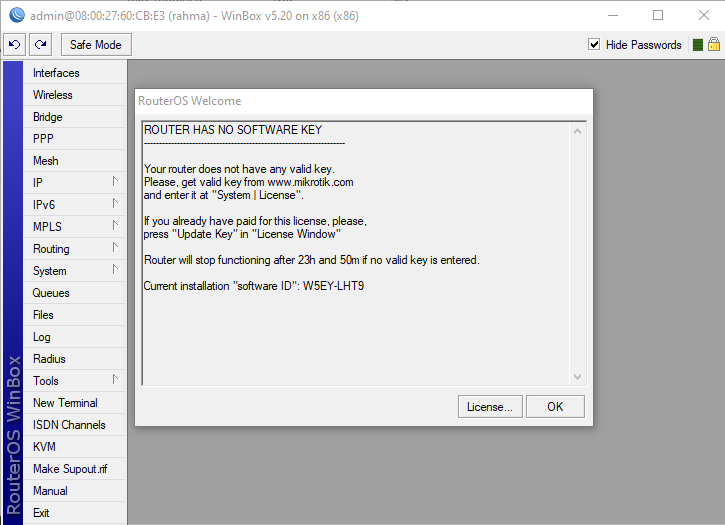 admin@08:00:27:60:CB:E3 (rahma) - WinBox v5.20 on x86 (x86)
Safe Mode
Hide Passwords
Interfaces
Wireless
Bridge
PPP
Mesh
IP
IPv6
MPLS
Routing
System
Queues
Files
Log
Radius
Tools
New Terminal
ISDN Channels
KVM
Make Supout.rif
Manual
Exit
RouterOS WinBox
RouterOS Welcome
ROUTER HAS NO SOFTWARE KEY
----------------------------------------------------------------
Your router does not have any valid key.
Please, get valid key from www.mikrotik.com
and enter it at "System | License".
If you already have paid for this license, please,
press "Update Key" in "License Window"
Router will stop functioning after 23h and 50m if no valid key is entered.
Current installation "software ID": W5EY-LHT9
License...
OK